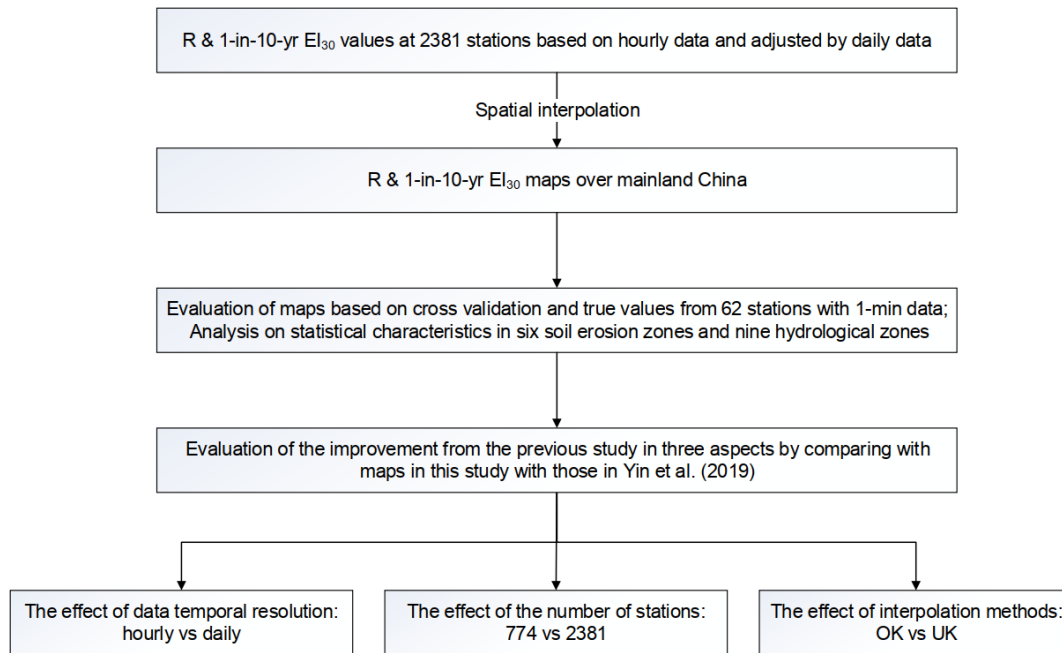 R & 1-in-10-yr EI₃₀ values at 2381 stations based on hourly data and adjusted by daily data
Spatial interpolation
R & 1-in-10-yr EI₃₀ maps over mainland China
Evaluation of maps based on cross validation and true values from 62 stations with 1-min data;
Analysis on statistical characteristics in six soil erosion zones and nine hydrological zones
Evaluation of the improvement from the previous study in three aspects by comparing with
maps in this study with those in Yin et al. (2019)
The effect of data temporal resolution:
hourly vs daily
The effect of the number of stations:
774 vs 2381
The effect of interpolation methods:
OK vs UK